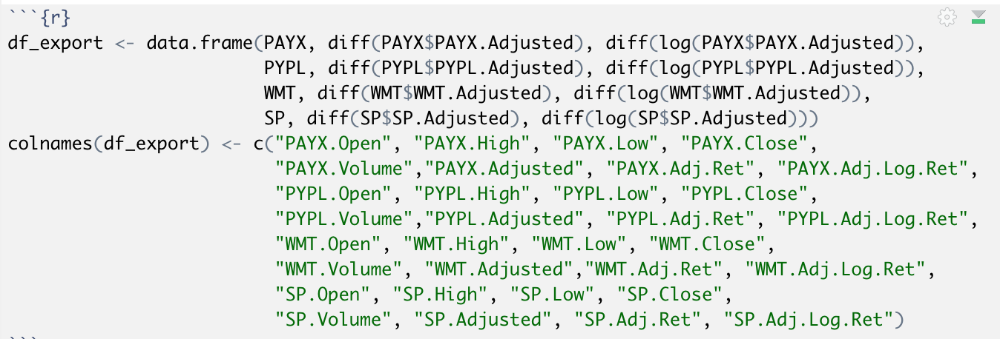 ```{r}
df_export <- data.frame(PAYX, diff(PAYX$PAYX.Adjusted), diff(log(PAYX$PAYX.Adjusted)),
                        PYPL, diff(PYPL$PYPL.Adjusted), diff(log(PYPL$PYPL.Adjusted)),
                        WMT, diff(WMT$WMT.Adjusted), diff(log(WMT$WMT.Adjusted)),
                        SP, diff(SP$SP.Adjusted), diff(log(SP$SP.Adjusted)))
colnames(df_export) <- c("PAYX.Open", "PAYX.High", "PAYX.Low", "PAYX.Close",
                         "PAYX.Volume","PAYX.Adjusted", "PAYX.Adj.Ret", "PAYX.Adj.Log.Ret",
                         "PYPL.Open", "PYPL.High", "PYPL.Low", "PYPL.Close",
                         "PYPL.Volume","PYPL.Adjusted", "PYPL.Adj.Ret", "PYPL.Adj.Log.Ret",
                         "WMT.Open", "WMT.High", "WMT.Low", "WMT.Close",
                         "WMT.Volume", "WMT.Adjusted","WMT.Adj.Ret", "WMT.Adj.Log.Ret",
                         "SP.Open", "SP.High", "SP.Low", "SP.Close",
                         "SP.Volume", "SP.Adjusted", "SP.Adj.Ret", "SP.Adj.Log.Ret")
```